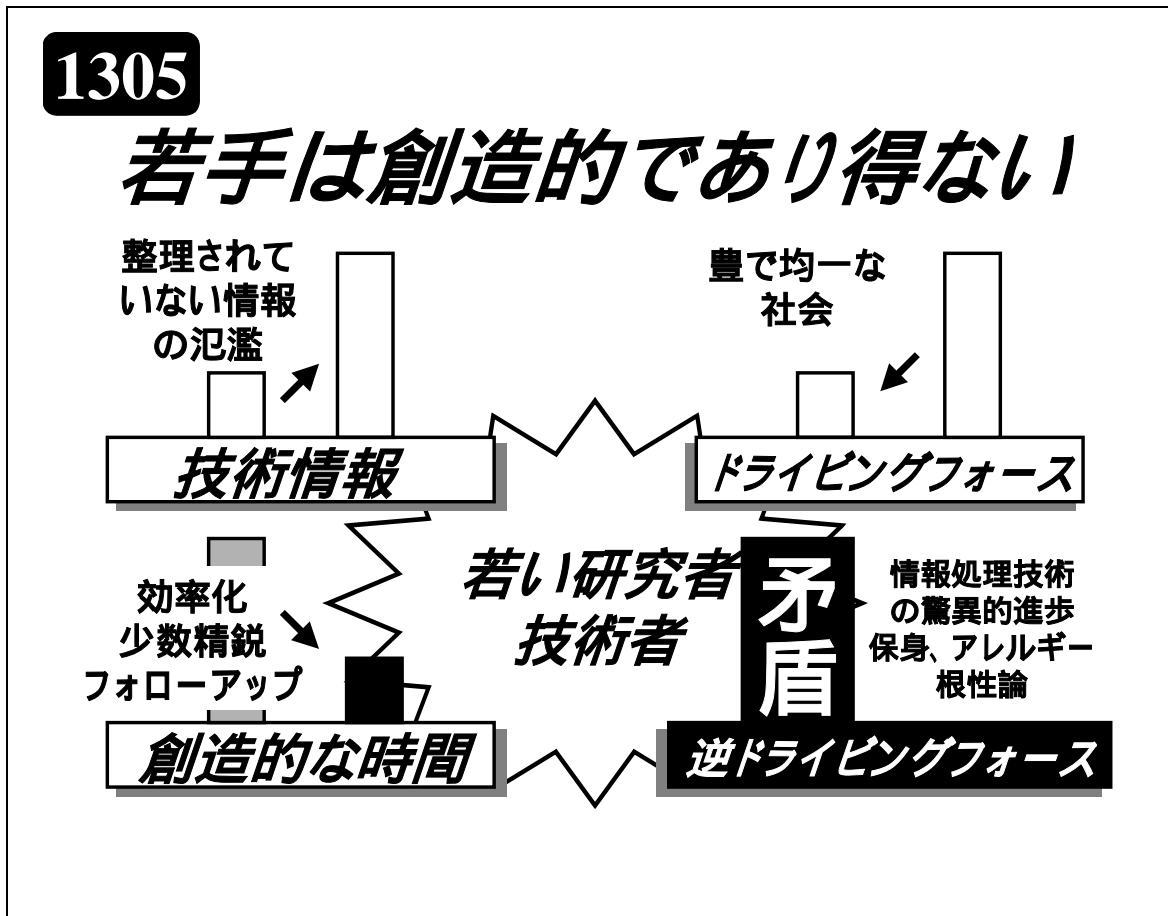 1305
若手は創造的であり得ない
整理されて
いない情報
の氾濫
豊で均一な
社会
技術情報
ドライビングフォース
若い研究者
技術者
矛
盾
情報処理技術
の驚異的進歩
保身、アレルギー
根性論
効率化
少数精鋭
フォローアップ
創造的な時間
逆ドライビングフォース